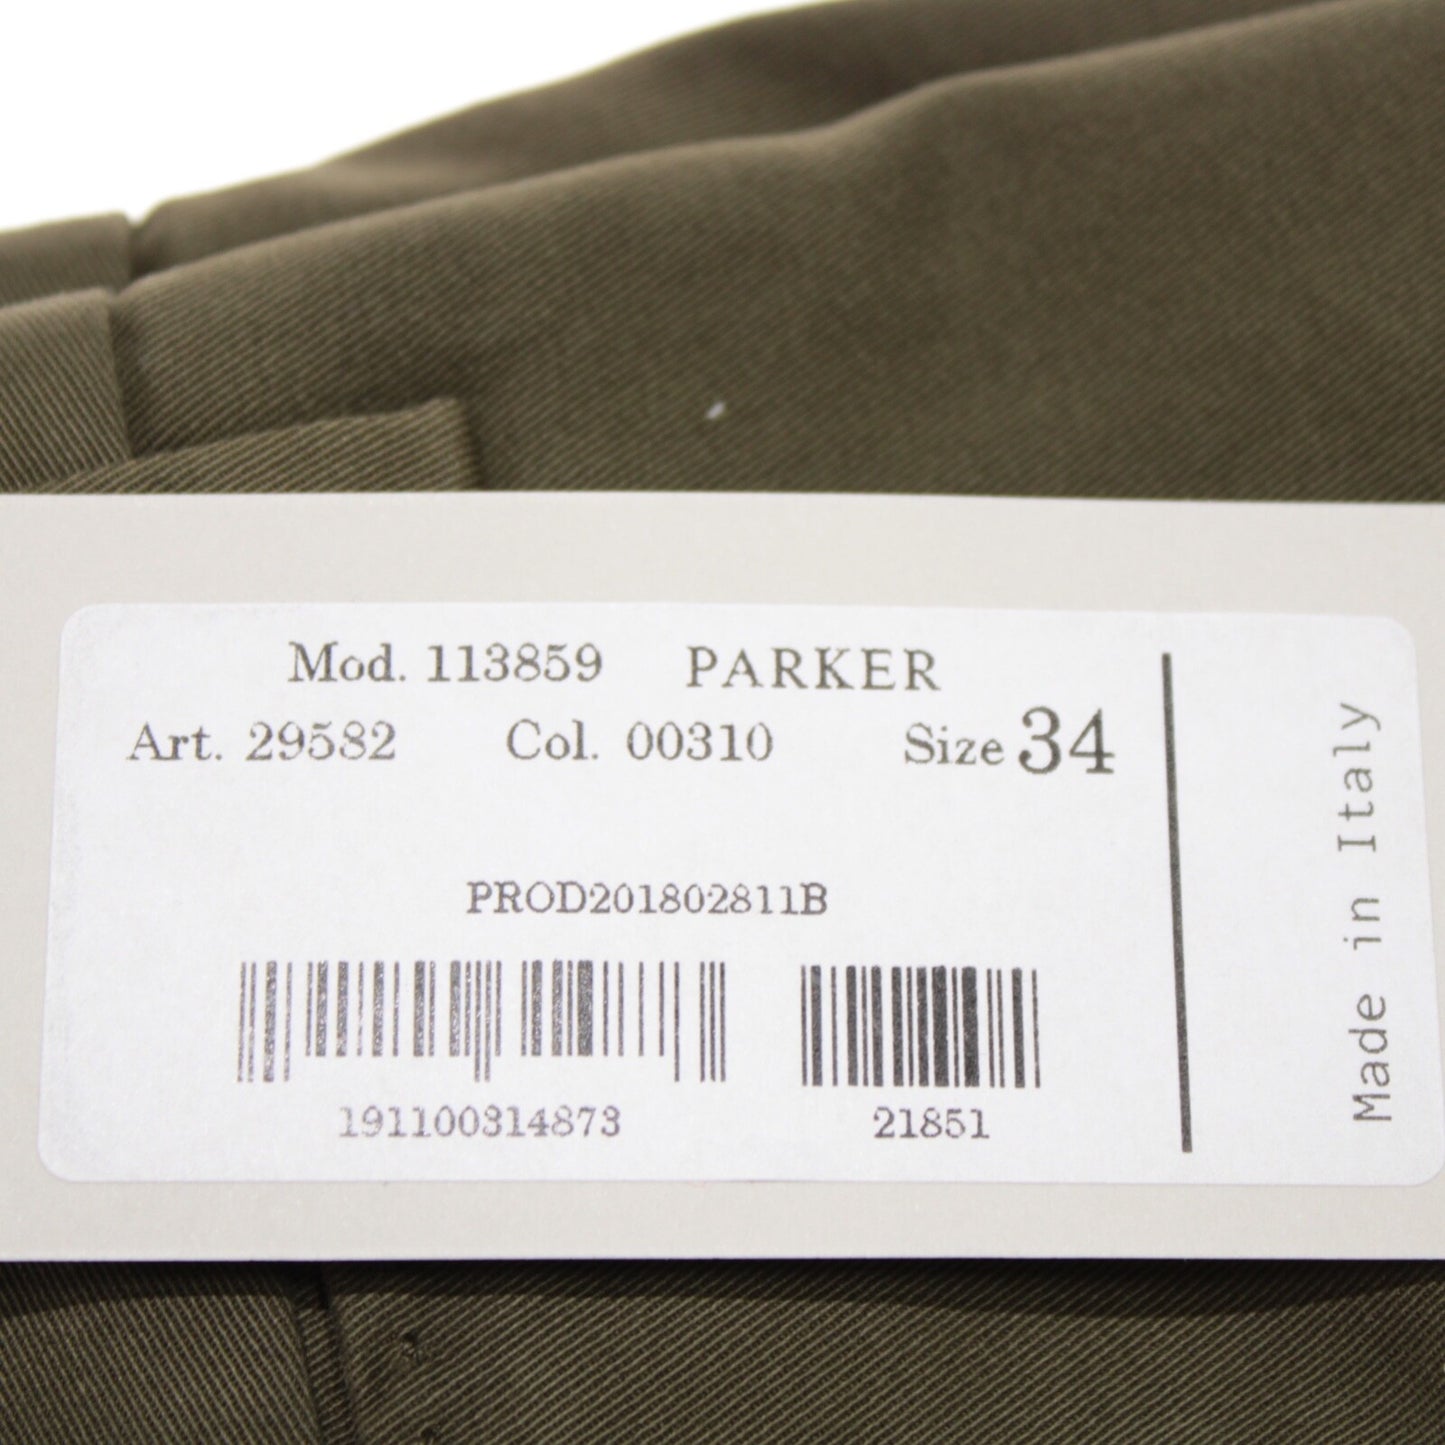 Mod. 113859 PARKER
Art. 29582 Col. 00310 Size 34
PROD201802811B
191100314873 21851
Made in Italy